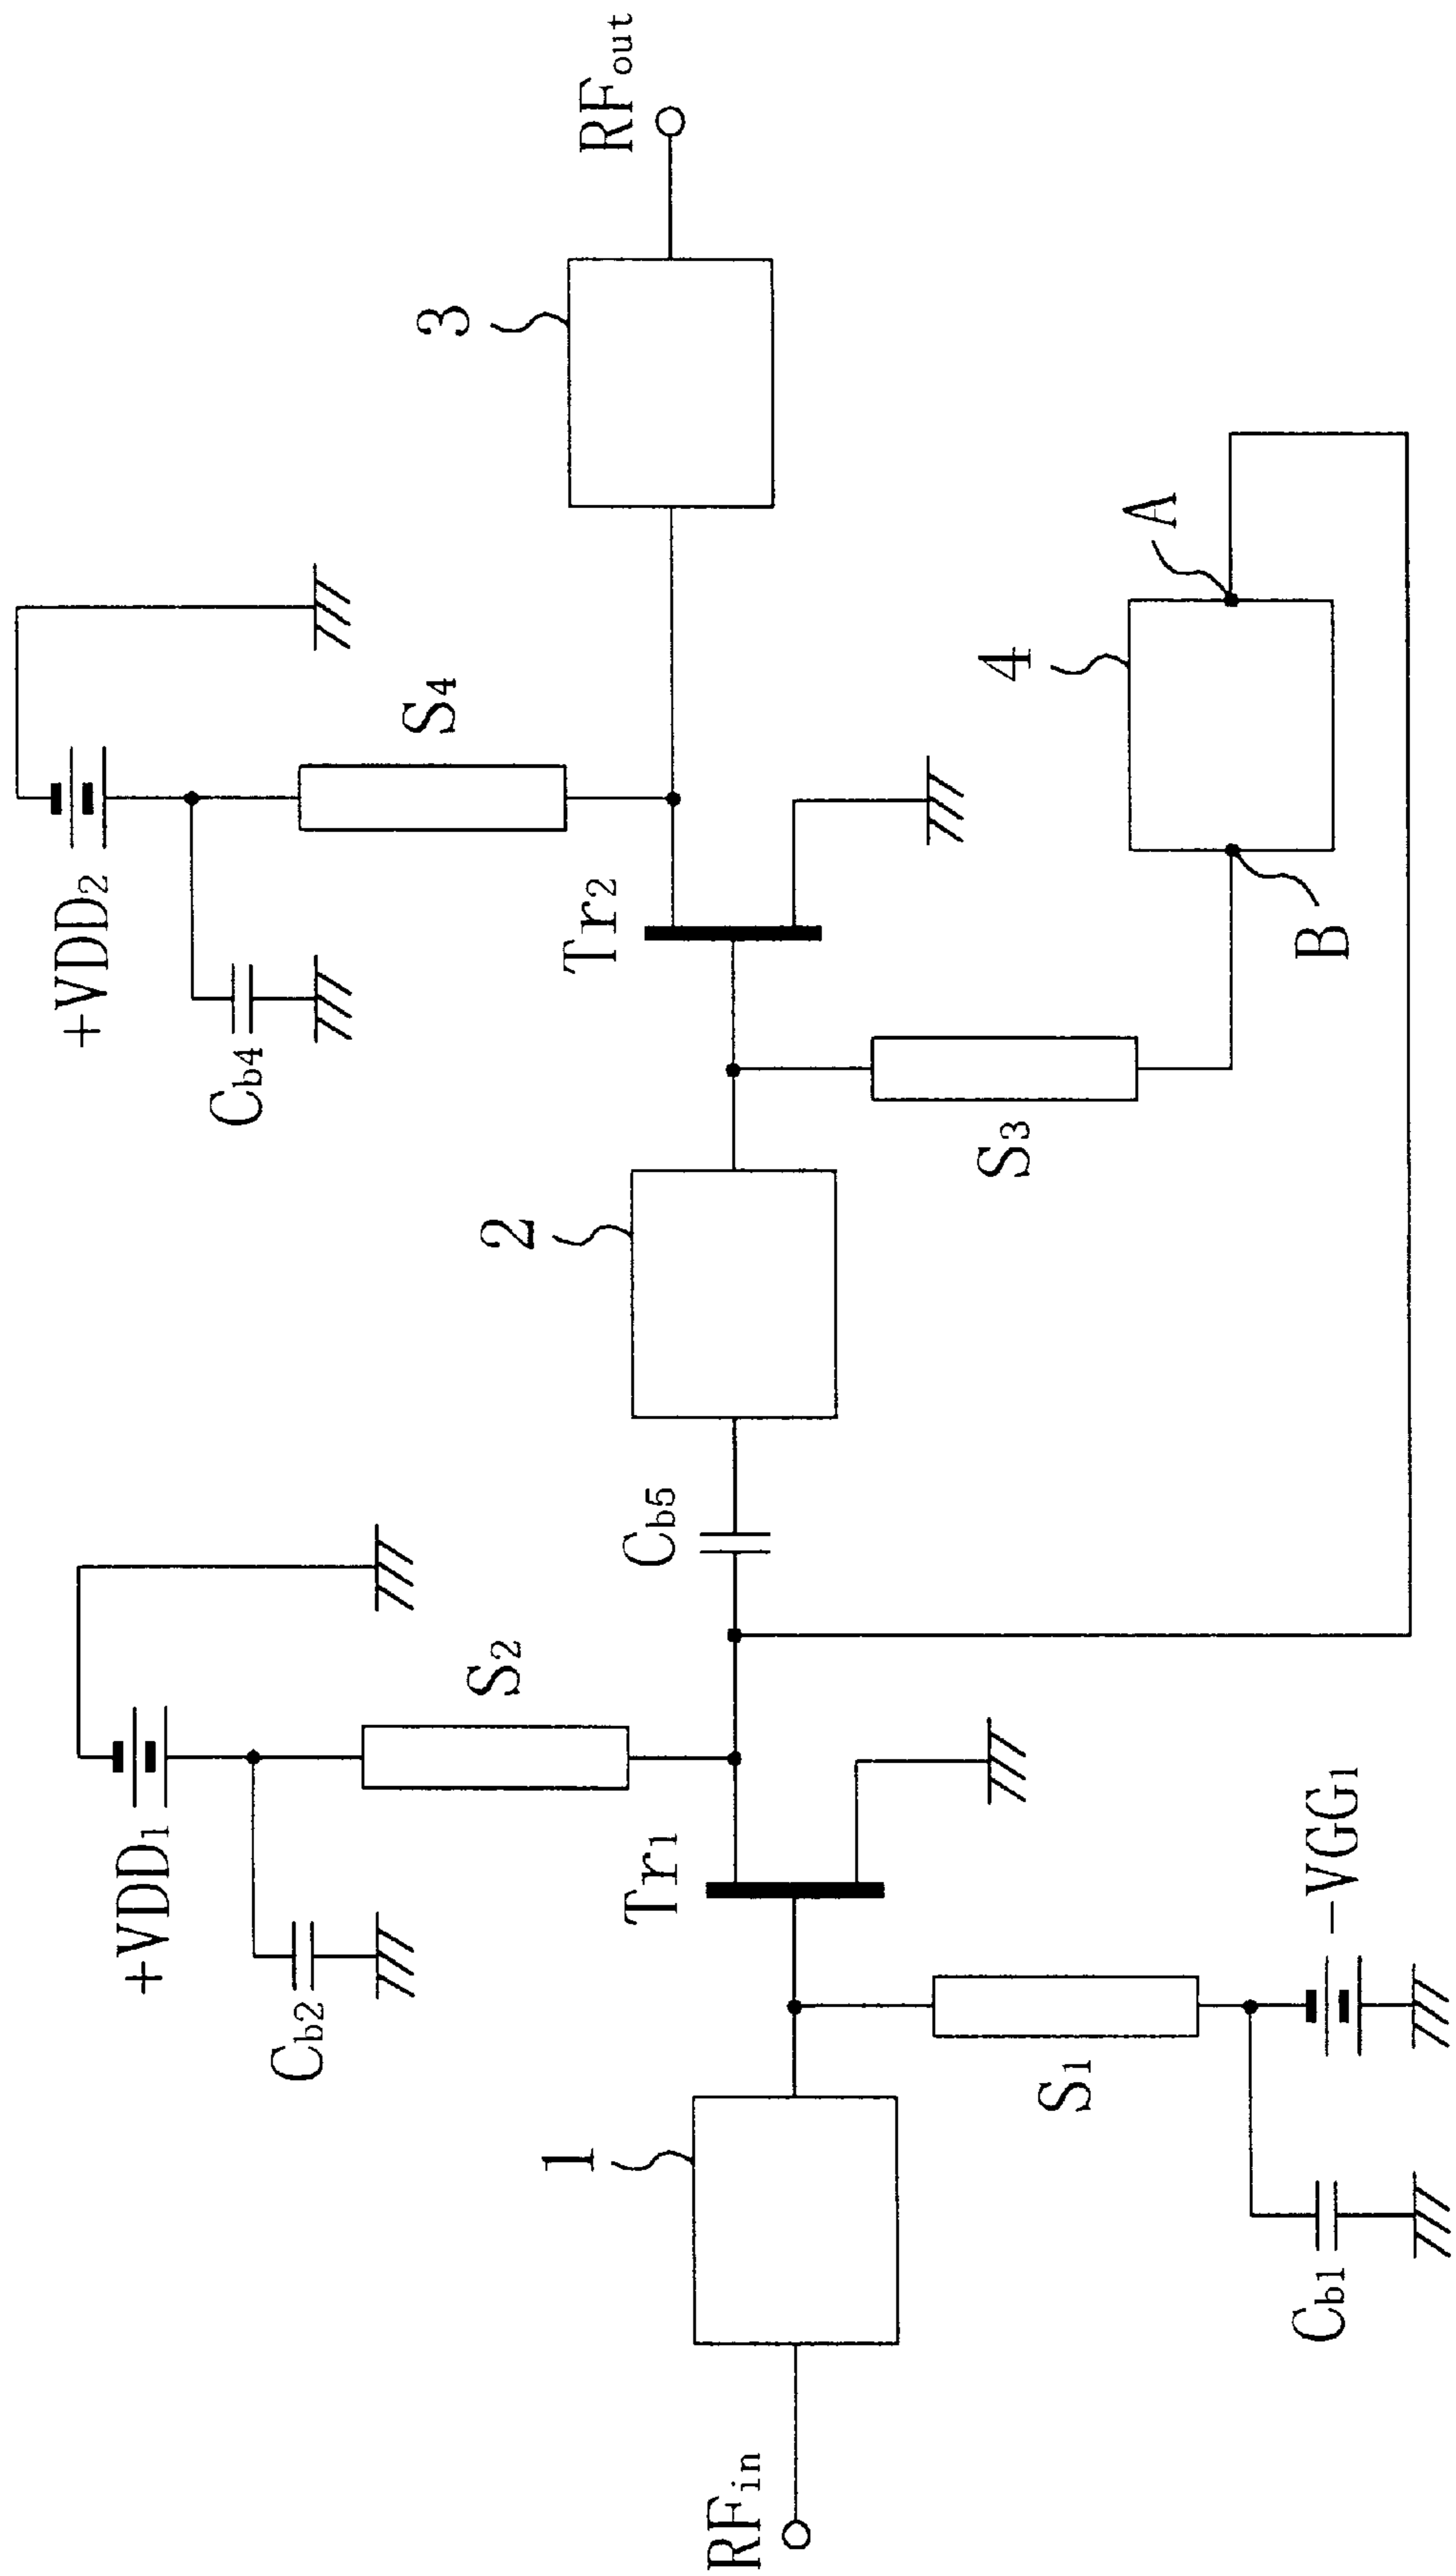 RFin
1
S1
Cb1
-VGG1
Tr1
+VDD1
Cb2
S2
Cb5
2
S3
Tr2
+VDD2
Cb4
S4
4
A
B
3
RFout